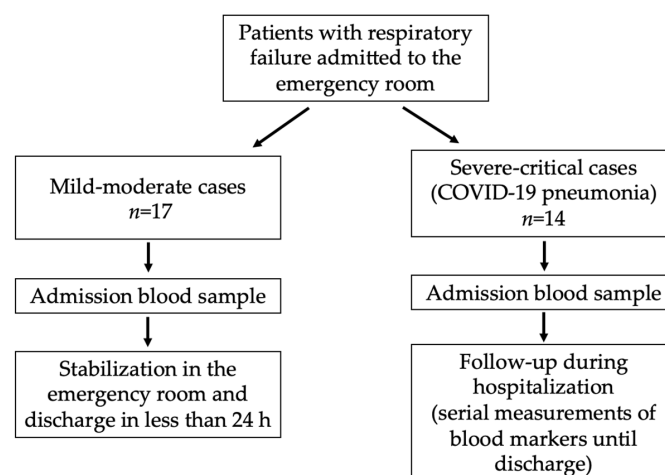 Patients with respiratory
failure admitted to the
emergency room
Mild-moderate cases
n=17
Severe-critical cases
(COVID-19 pneumonia)
n=14
Admission blood sample
Admission blood sample
Stabilization in the
emergency room and
discharge in less than 24 h
Follow-up during
hospitalization
(serial measurements of
blood markers until
discharge)